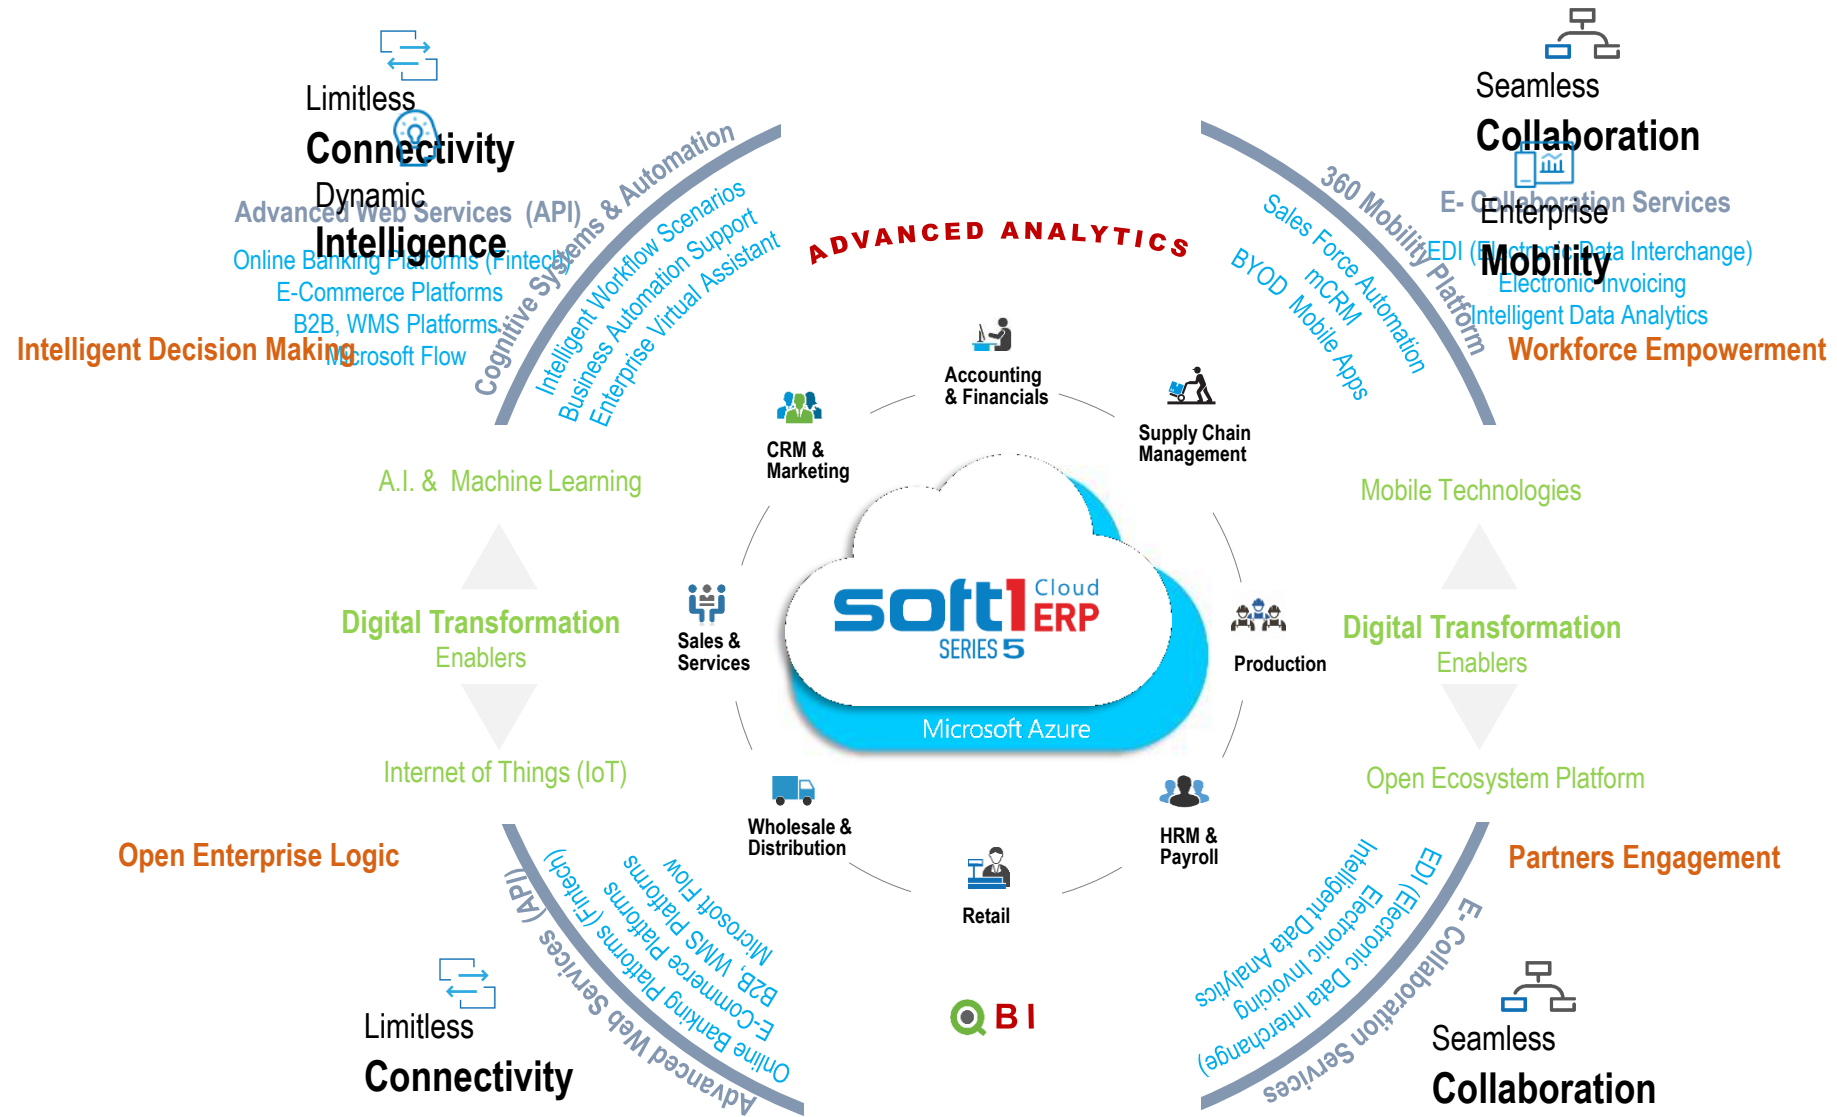 Limitless
Connectivity
Dynamic
Intelligence
Advanced Web Services (API)
Online Banking Platforms (Fintech)
E-Commerce Platforms
B2B, WMS Platforms
Microsoft Flow
Intelligent Decision Making
Cognitive Systems & Automation
Intelligent Workflow Scenarios
Business Automation Support
Enterprise Virtual Assistant
ADVANCED ANALYTICS
Seamless
Collaboration
Enterprise
Mobility
E- Collaboration Services
EDI (Electronic Data Interchange)
Electronic Invoicing
Intelligent Data Analytics
Workforce Empowerment
360 Mobility Platform
Sales Force Automation
mCRM
BYOD Mobile Apps
Accounting
& Financials
Supply Chain
Management
CRM &
Marketing
A.I. & Machine Learning
Mobile Technologies
Digital Transformation
Enablers
Sales &
Services
soft1 Cloud
ERP
SERIES 5
Microsoft Azure
Production
Digital Transformation
Enablers
Internet of Things (IoT)
Open Ecosystem Platform
Wholesale &
Distribution
HRM &
Payroll
Retail
Open Enterprise Logic
Partners Engagement
Advanced Web Services (API)
Online Banking Platforms (Fintech)
E-Commerce Platforms
B2B, WMS Platforms
Microsoft Flow
E- Collaboration Services
EDI (Electronic Data Interchange)
Electronic Invoicing
Intelligent Data Analytics
BI
Limitless
Connectivity
Seamless
Collaboration